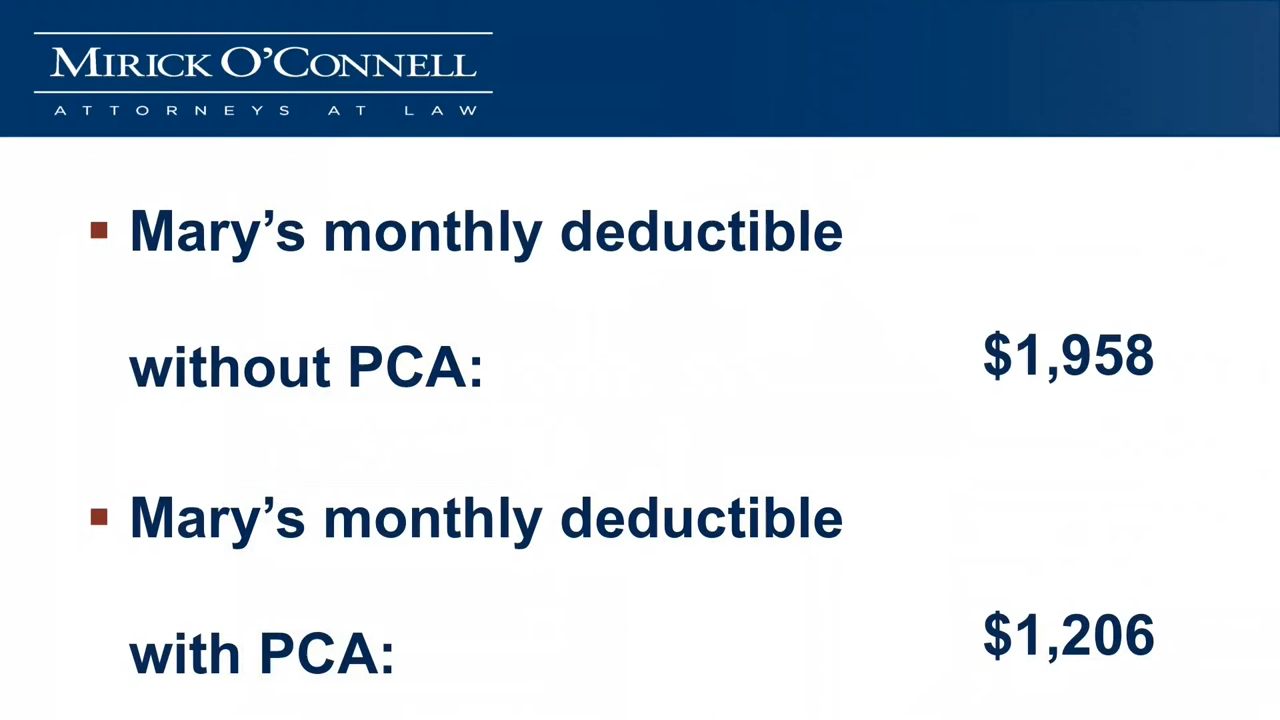 MIRICK O’CONNELL
ATTORNEYS AT LAW
▪ Mary’s monthly deductible
without PCA: $1,958
▪ Mary’s monthly deductible
with PCA: $1,206